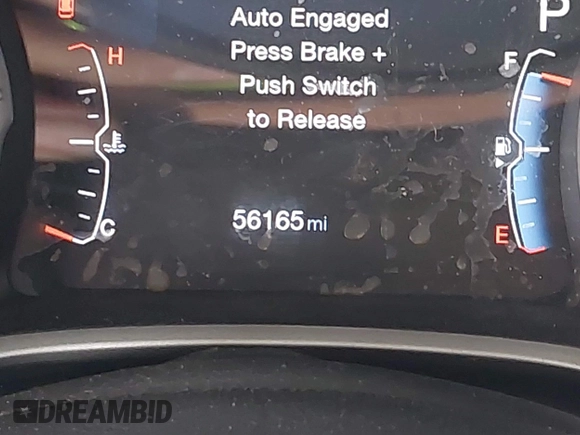 P
Auto Engaged
Press Brake +
Push Switch
to Release
H
F
C
E
56165 mi
DREAMBID